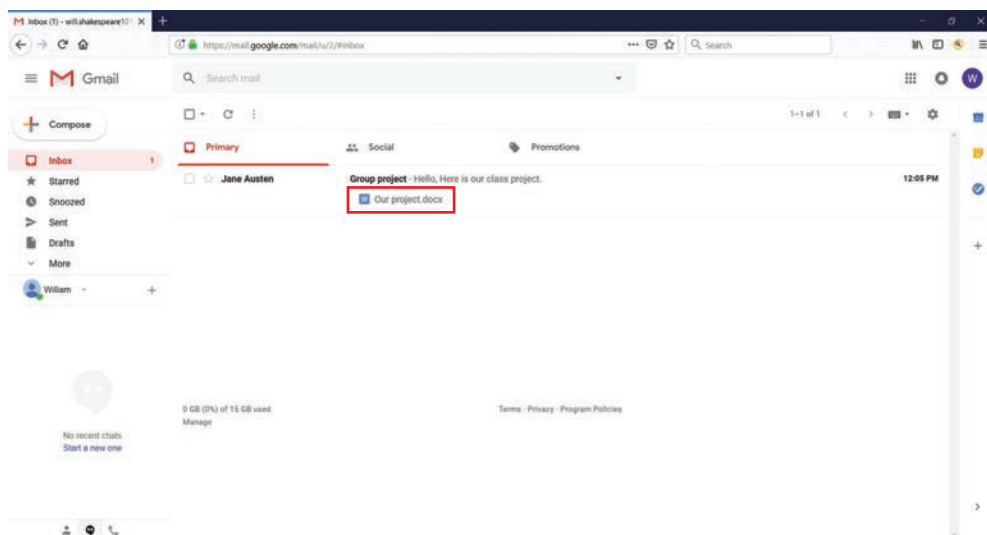 Inbox (1) - will.shakespeare10
https://mail.google.com/mail/u/2/#inbox
Search
Gmail
Search mail
W
Compose
1–1 of 1
Primary
Social
Promotions
Inbox 1
Jane Austen
Group project - Hello, Here is our class project.
12:05 PM
W Our project.docx
Starred
Snoozed
Sent
Drafts
More
William
0 GB (0%) of 15 GB used
Manage
Terms · Privacy · Program Policies
No recent chats
Start a new one